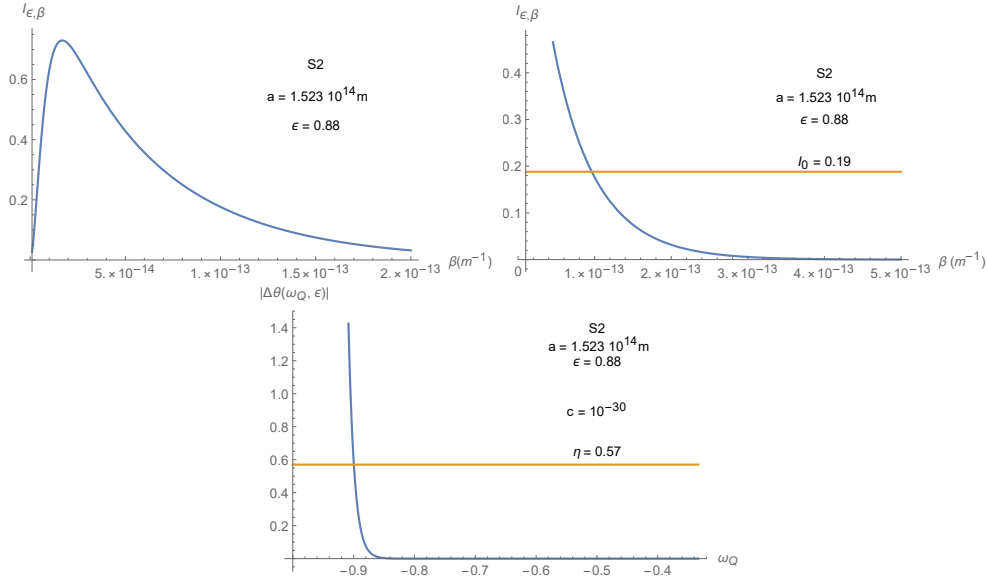 I_{ϵ,β}
0.6
0.4
0.2
S2
a = 1.523 10^{14}m
ϵ = 0.88
5.×10^{-14}
1.×10^{-13}
1.5×10^{-13}
2.×10^{-13}
β(m^{-1})
I_{ϵ,β}
0.4
0.3
0.2
0.1
S2
a = 1.523 10^{14}m
ϵ = 0.88
I_0 = 0.19
0
1.×10^{-13}
2.×10^{-13}
3.×10^{-13}
4.×10^{-13}
5.×10^{-13}
β (m^{-1})
|Δθ(ω_Q, ϵ)|
1.4
1.2
1.0
0.8
0.6
0.4
0.2
S2
a = 1.523 10^{14}m
ϵ = 0.88
c = 10^{-30}
η = 0.57
-0.9
-0.8
-0.7
-0.6
-0.5
-0.4
ω_Q